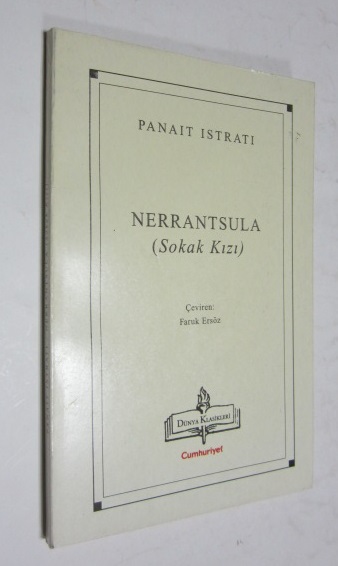 PANAIT ISTRATI
NERRANTSULA
(Sokak Kızı)
Çeviren:
Faruk Ersöz
DÜNYA KLASİKLERİ
Cumhuriyet